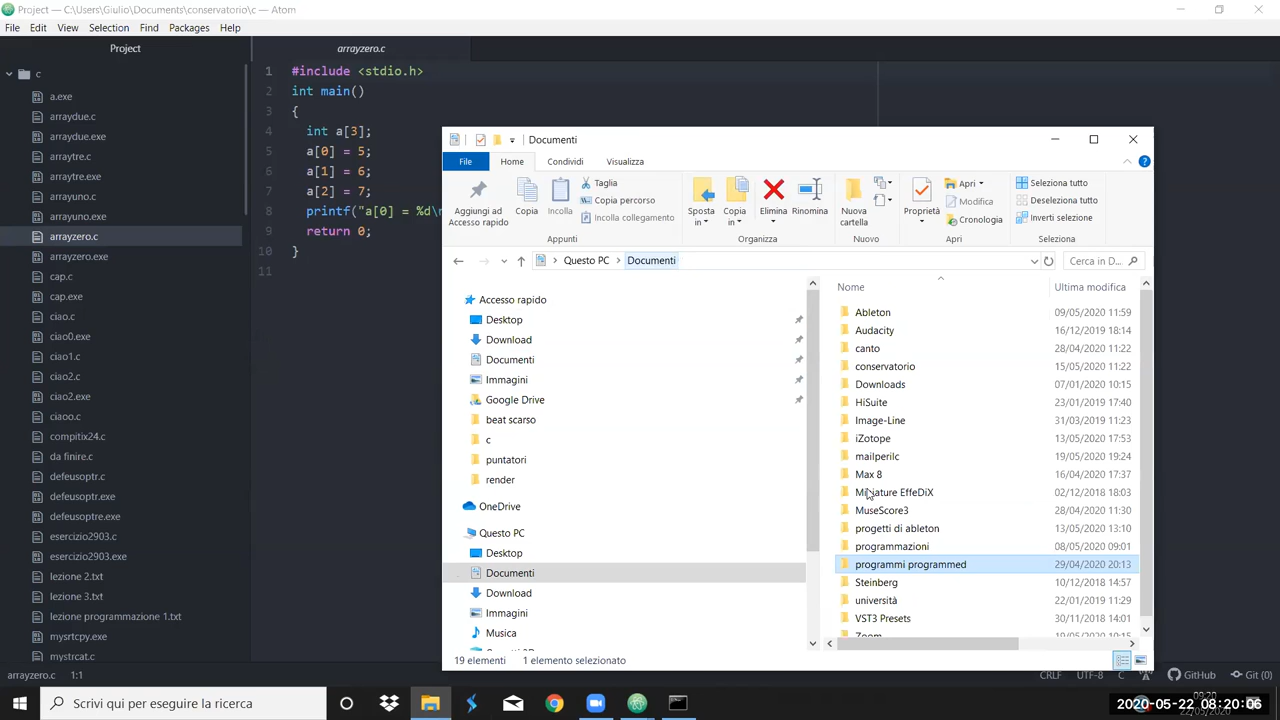 Project — C:\Users\Giulio\Documents\conservatorio\c — Atom
File Edit View Selection Find Packages Help
Project
c
a.exe
arraydue.c
arraydue.exe
arraytre.c
arraytre.exe
arrayuno.c
arrayuno.exe
arrayzero.c
arrayzero.exe
cap.c
cap.exe
ciao.c
ciao0.exe
ciao1.c
ciao2.c
ciao2.exe
ciaoo.c
compitix24.c
da finire.c
defeusoptr.c
defeusoptr.exe
defeusoptre.exe
esercizio2903.c
esercizio2903.exe
lezione 2.txt
lezione 3.txt
lezione programmazione 1.txt
mysrtcpy.exe
mystrcat.c
arrayzero.c
1 #include <stdio.h>
2 int main()
3 {
4 int a[3];
5 a[0] = 5;
6 a[1] = 6;
7 a[2] = 7;
8 printf("a[0] = %d\
9 return 0;
10 }
11
Documenti
File Home Condividi Visualizza
Aggiungi ad Accesso rapido
Copia
Incolla
Taglia
Copia percorso
Incolla collegamento
Appunti
Sposta in
Copia in
Elimina
Rinomina
Organizza
Nuova cartella
Nuovo
Proprietà
Apri
Modifica
Cronologia
Apri
Seleziona tutto
Deseleziona tutto
Inverti selezione
Selezione
Questo PC > Documenti
Cerca in D...
Accesso rapido
Desktop
Download
Documenti
Immagini
Google Drive
beat scarso
c
puntatori
render
OneDrive
Questo PC
Desktop
Documenti
Download
Immagini
Musica
Nome Ultima modifica
Ableton 09/05/2020 11:59
Audacity 16/12/2019 18:14
canto 28/04/2020 11:22
conservatorio 15/05/2020 11:22
Downloads 07/01/2020 10:15
HiSuite 23/01/2019 17:40
Image-Line 31/03/2019 11:23
iZotope 13/05/2020 17:53
mailperilc 19/05/2020 19:24
Max 8 16/04/2020 17:37
Miniature EffeDiX 02/12/2018 18:03
MuseScore3 28/04/2020 11:30
progetti di ableton 13/05/2020 13:10
programmazioni 08/05/2020 09:01
programmi programmed 29/04/2020 20:13
Steinberg 10/12/2018 14:57
università 22/01/2019 11:29
VST3 Presets 30/11/2018 14:01
Zoom 19/05/2020 19:15
19 elementi 1 elemento selezionato
arrayzero.c 1:1
CRLF UTF-8 C GitHub Git (0)
Scrivi qui per eseguire la ricerca
2020-05-22 08:20:06